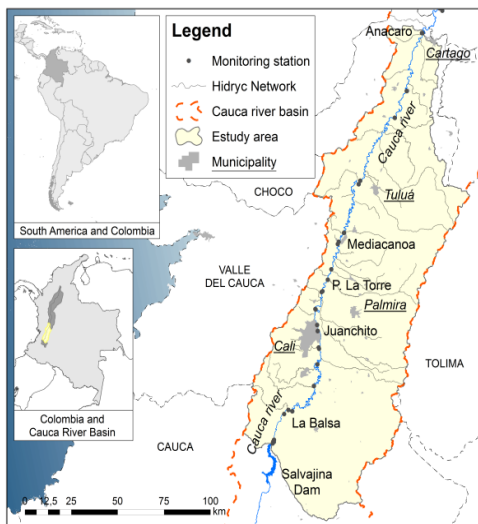 Legend
Monitoring station
Hidryc Network
Cauca river basin
Estudy area
Municipality
South America and Colombia
Colombia and
Cauca River Basin
Anacaro
Cartago
Cauca river
CHOCO
Tuluá
Mediacanoa
VALLE
DEL CAUCA
P. La Torre
Palmira
Juanchito
Cali
TOLIMA
Cauca river
La Balsa
CAUCA
Salvajina
Dam
0 12,5 25 50 75 100
km